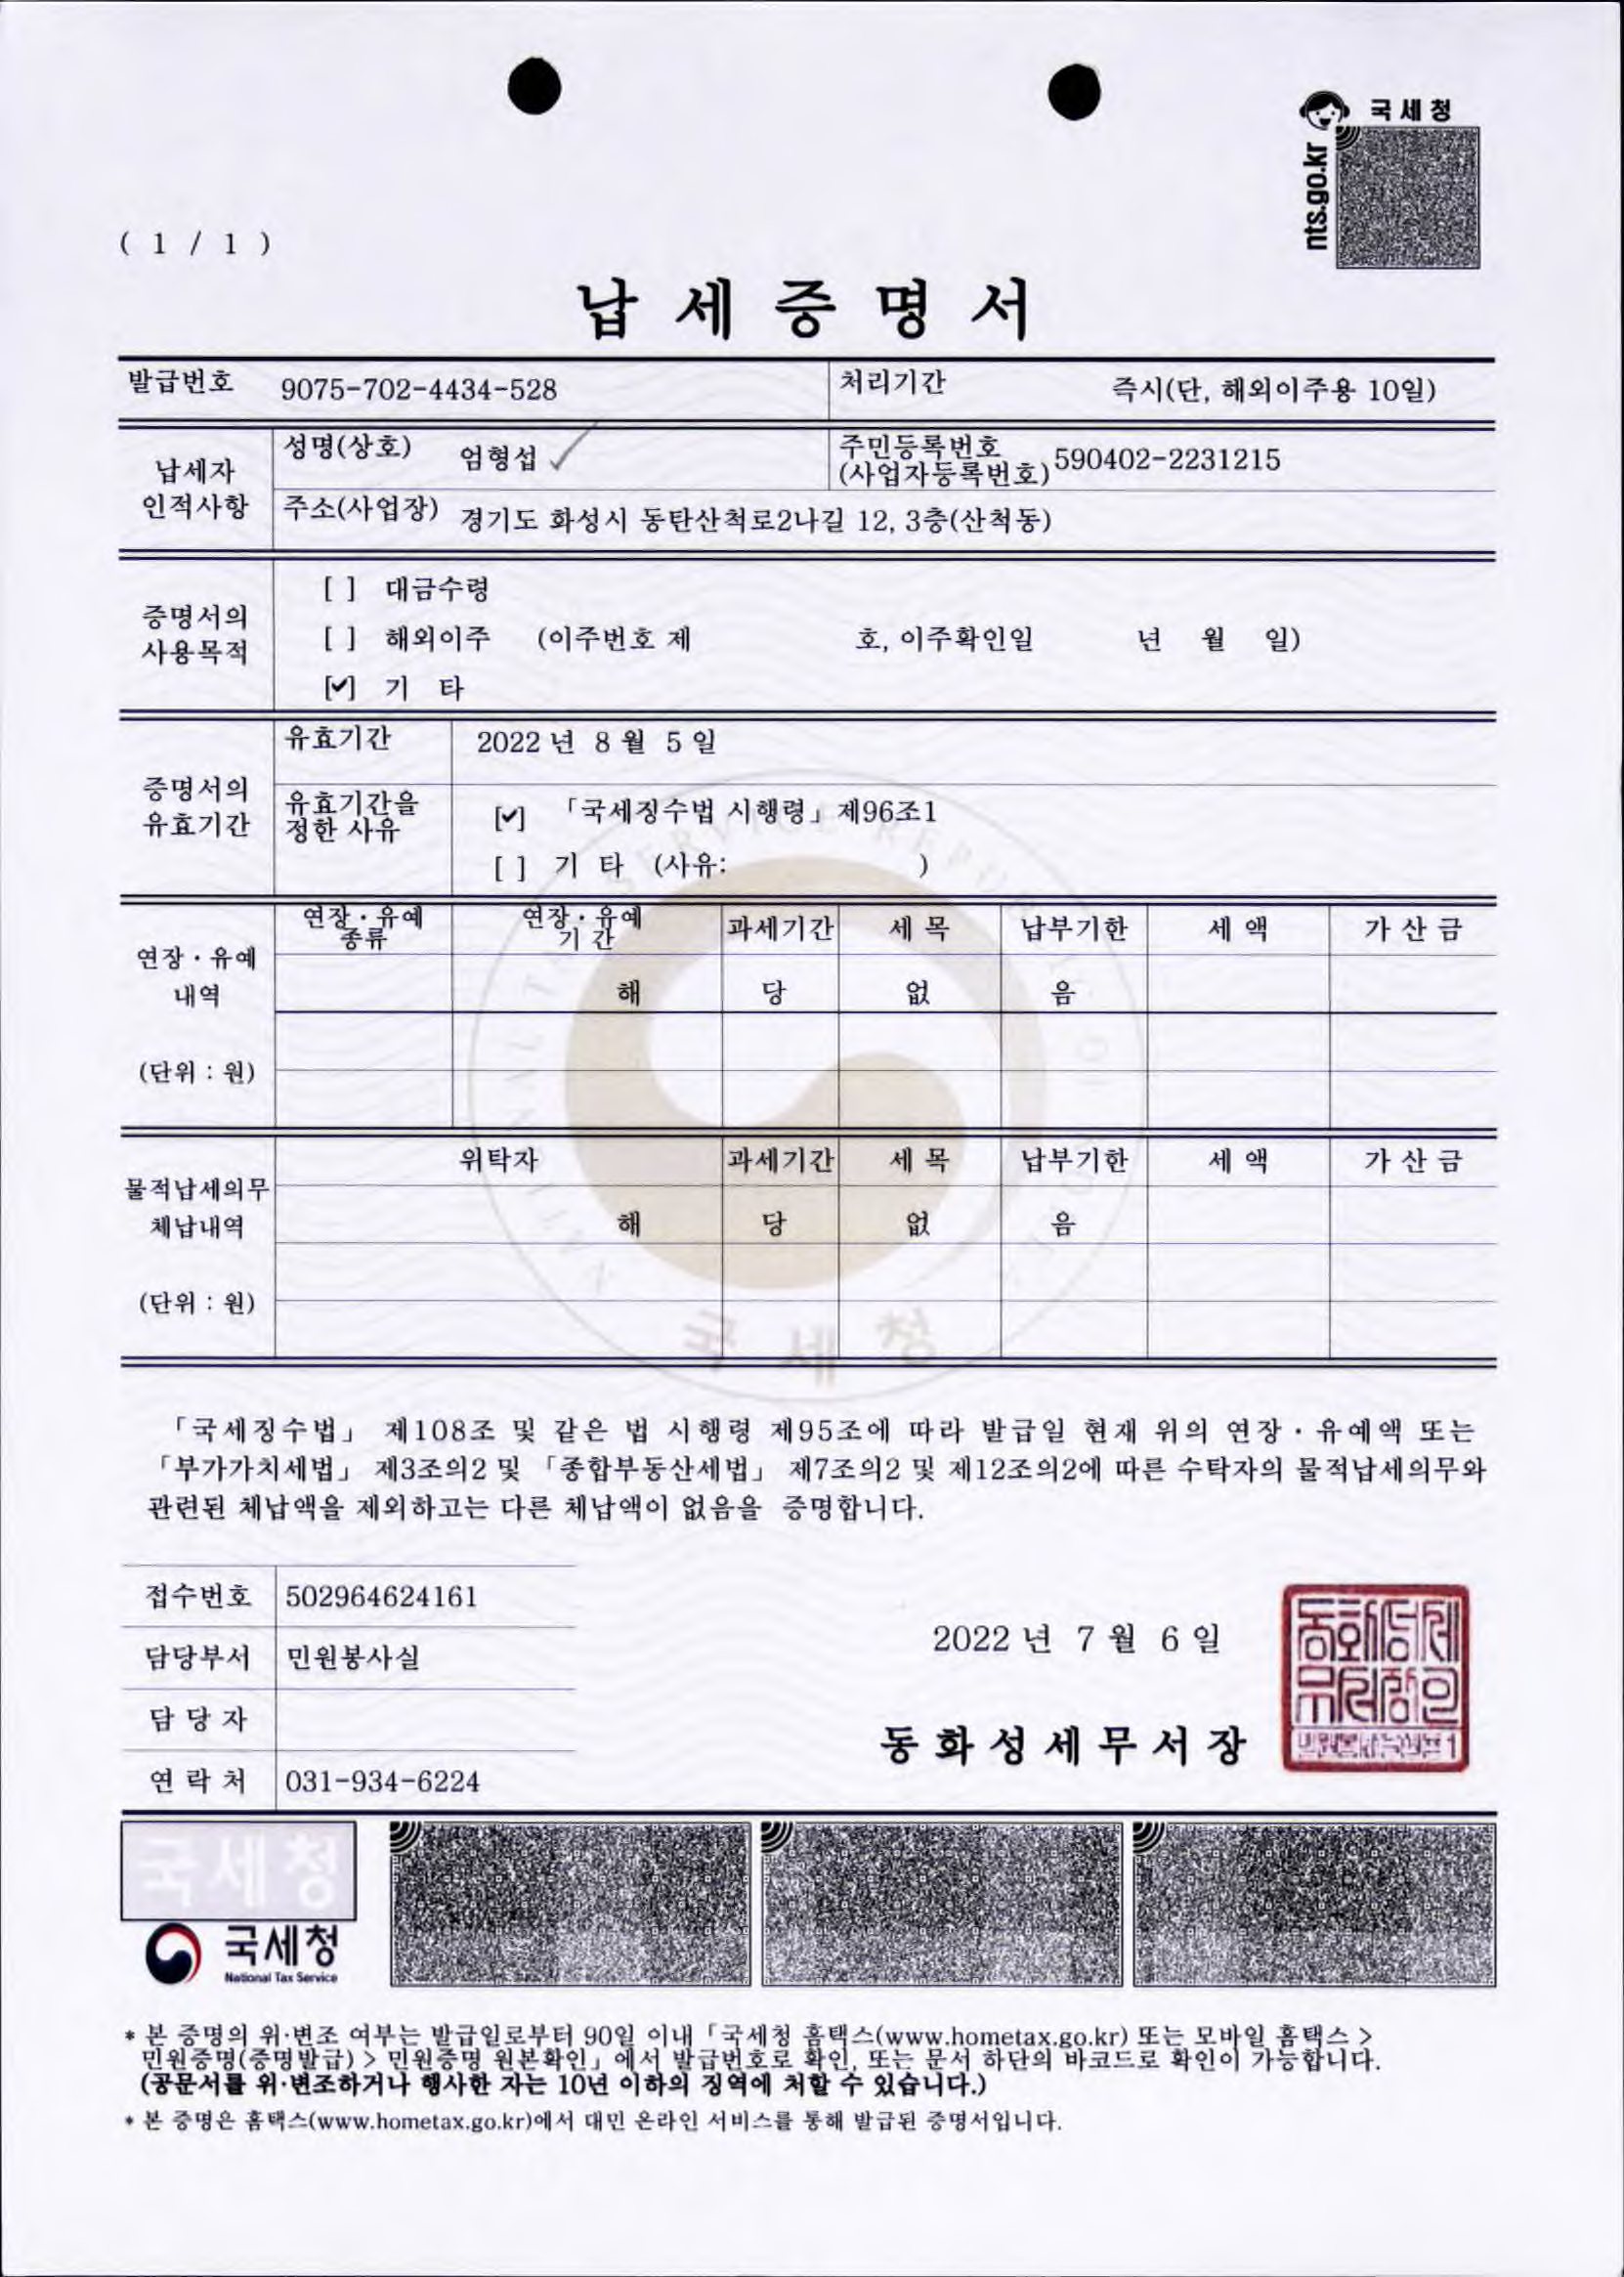 국세청
nts.go.kr
( 1 / 1 )
납 세 증 명 서
발급번호 9075-702-4434-528 처리기간 즉시(단, 해외이주용 10일)
납세자 인적사항
성명(상호) 엄형섭 주민등록번호 (사업자등록번호) 590402-2231215
주소(사업장) 경기도 화성시 동탄산척로2나길 12, 3층(산척동)
증명서의 사용목적
[ ] 대금수령
[ ] 해외이주 (이주번호 제 호, 이주확인일 년 월 일)
[✔] 기 타
증명서의 유효기간
유효기간 2022 년 8 월 5 일
유효기간을 정한 사유
[✔] 「국세징수법 시행령」제96조1
[ ] 기 타 (사유: )
연장·유예 내역
(단위 : 원)
연장·유예 종류 연장·유예 기 간 과세기간 세 목 납부기한 세 액 가 산 금
해 당 없 음
물적납세의무 체납내역
(단위 : 원)
위탁자 과세기간 세 목 납부기한 세 액 가 산 금
해 당 없 음
국 세 청
「국세징수법」 제108조 및 같은 법 시행령 제95조에 따라 발급일 현재 위의 연장·유예액 또는
「부가가치세법」 제3조의2 및 「종합부동산세법」 제7조의2 및 제12조의2에 따른 수탁자의 물적납세의무와
관련된 체납액을 제외하고는 다른 체납액이 없음을 증명합니다.
접수번호 502964624161
담당부서 민원봉사실
담 당 자
연 락 처 031-934-6224
2022 년 7 월 6 일
동 화 성 세 무 서 장
국세청
국세청
National Tax Service
* 본 증명의 위·변조 여부는 발급일로부터 90일 이내「국세청 홈택스(www.hometax.go.kr) 또는 모바일 홈택스 >
민원증명(증명발급) > 민원증명 원본확인」에서 발급번호로 확인, 또는 문서 하단의 바코드로 확인이 가능합니다.
(공문서를 위·변조하거나 행사한 자는 10년 이하의 징역에 처할 수 있습니다.)
* 본 증명은 홈택스(www.hometax.go.kr)에서 대민 온라인 서비스를 통해 발급된 증명서입니다.